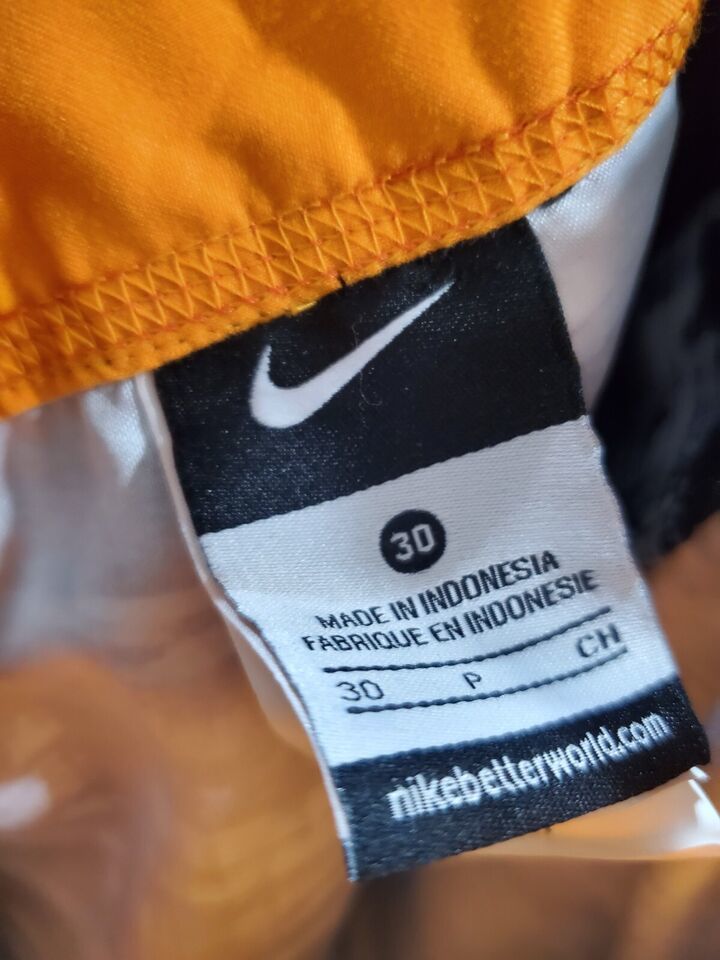 30
MADE IN INDONESIA
FABRIQUE EN INDONESIE
30 P CH
nikebetterworld.com